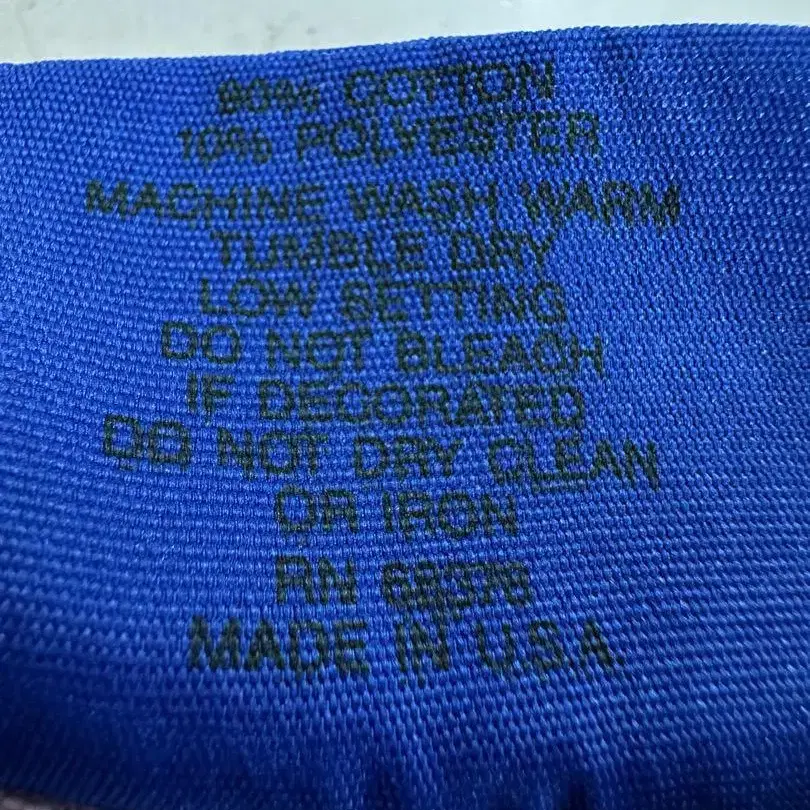 90% COTTON
10% POLYESTER
MACHINE WASH WARM
TUMBLE DRY
LOW SETTING
DO NOT BLEACH
IF DECORATED
DO NOT DRY CLEAN
OR IRON
RN 68378
MADE IN U.S.A.